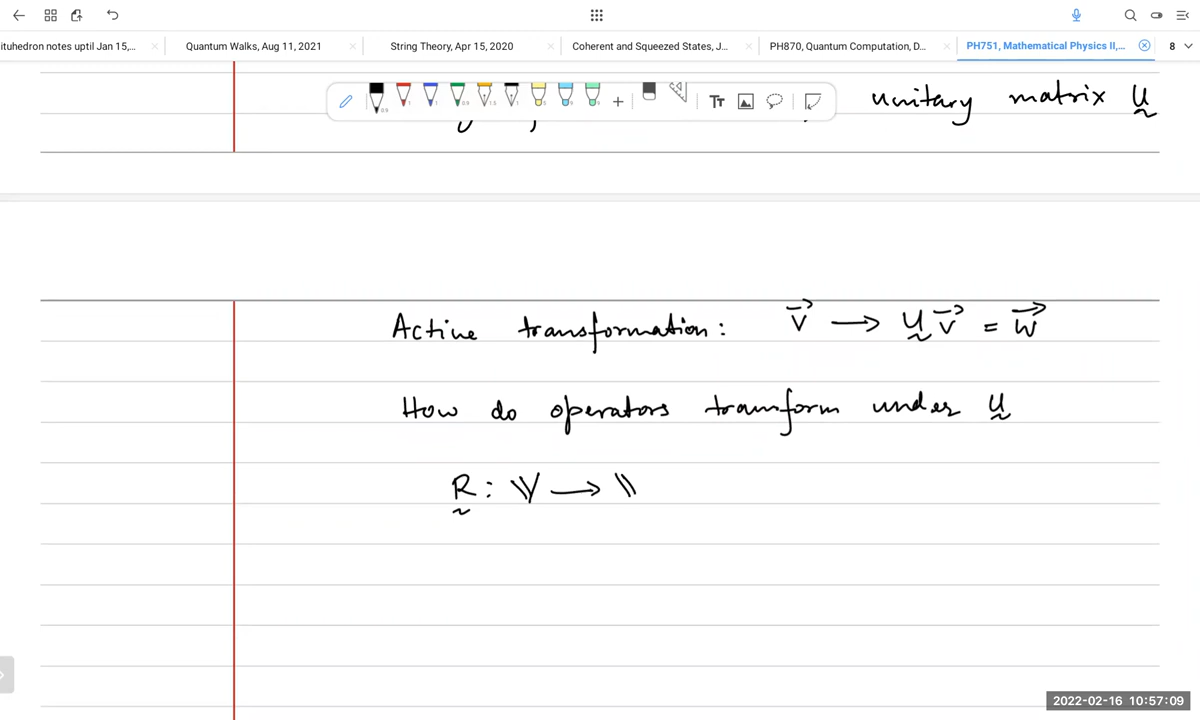 ituhedron notes uptil Jan 15,... Quantum Walks, Aug 11, 2021 String Theory, Apr 15, 2020 Coherent and Squeezed States, J... PH870, Quantum Computation, D... PH751, Mathematical Physics II,... 8
Tt
unitary matrix U
Active transformation: v → U v = w
How do operators transform under U
R : V → \\
2022-02-16 10:57:09